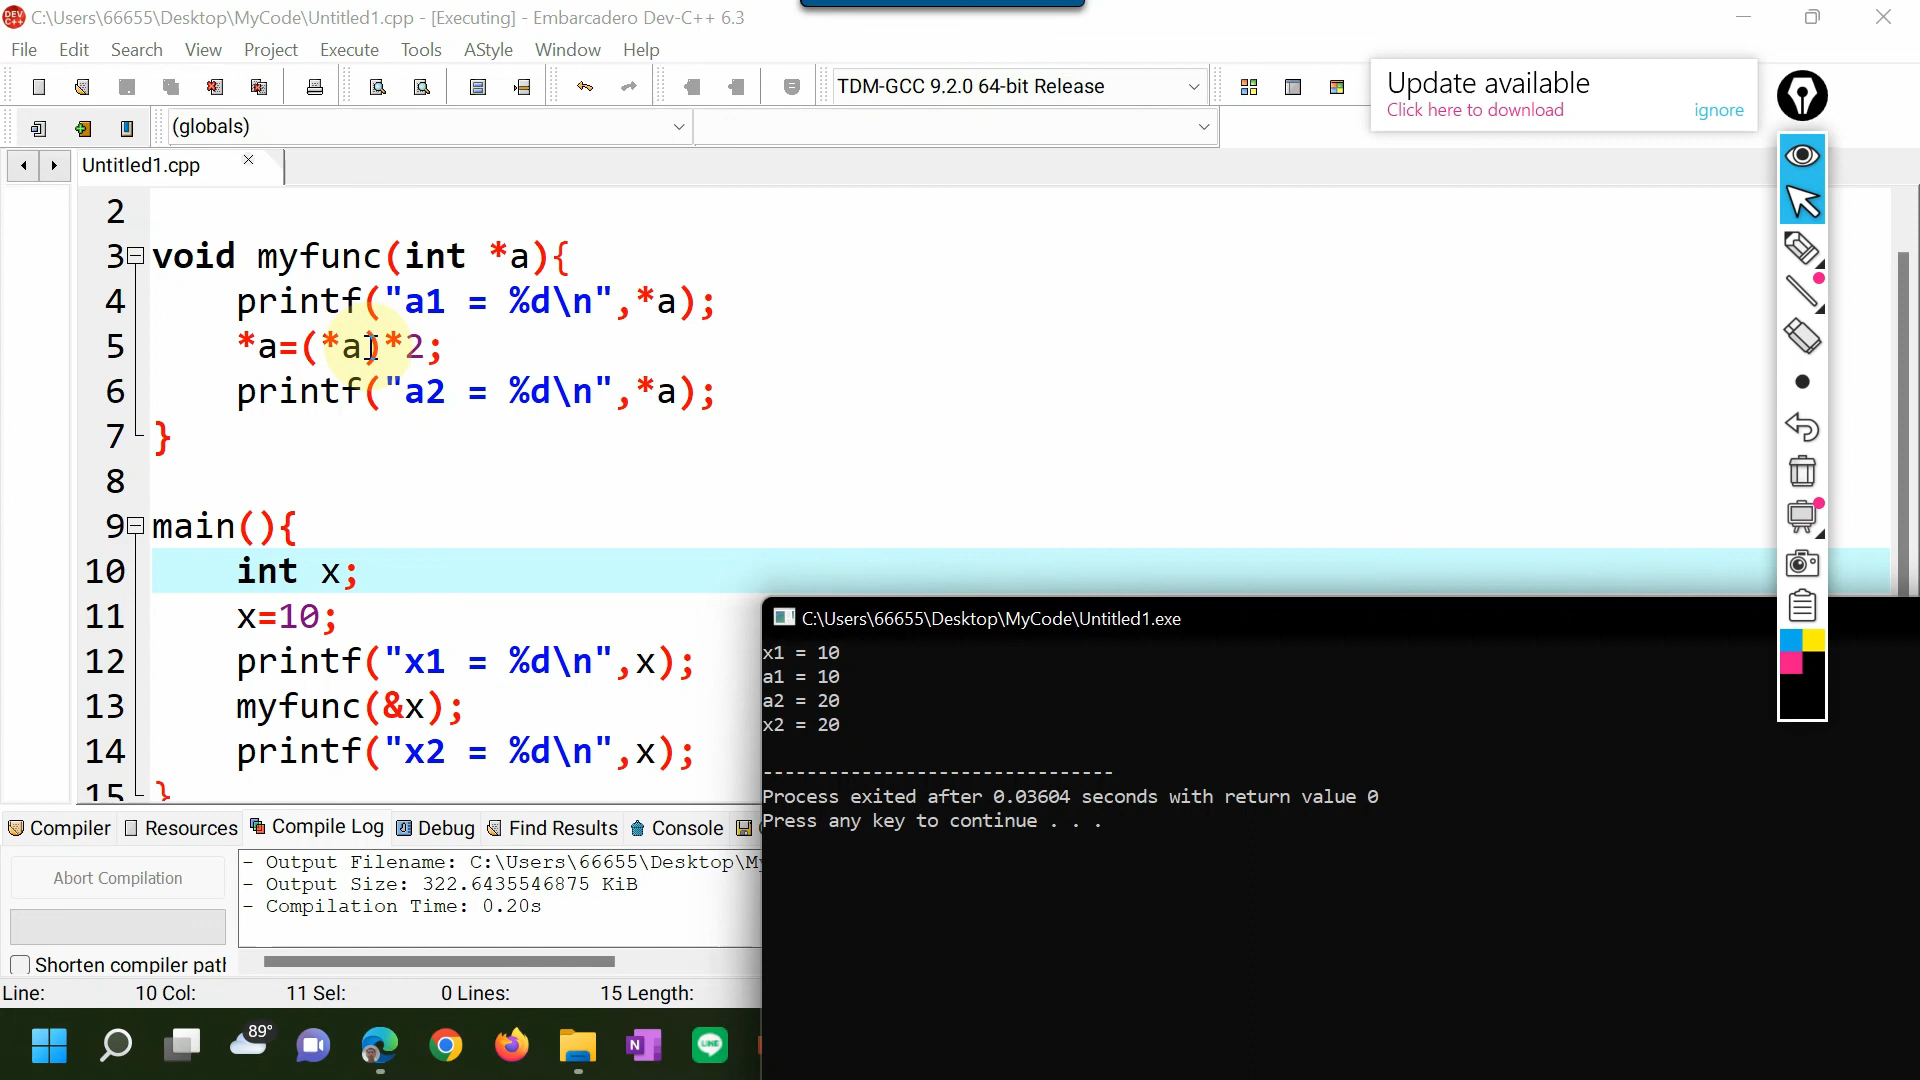 C:\Users\66655\Desktop\MyCode\Untitled1.cpp - [Executing] - Embarcadero Dev-C++ 6.3
File Edit Search View Project Execute Tools AStyle Window Help
TDM-GCC 9.2.0 64-bit Release
Update available
Click here to download ignore
(globals)
Untitled1.cpp
2
3 void myfunc(int *a){
4 printf("a1 = %d\n",*a);
5 *a=(*a)*2;
6 printf("a2 = %d\n",*a);
7 }
8
9 main(){
10 int x;
11 x=10;
12 printf("x1 = %d\n",x);
13 myfunc(&x);
14 printf("x2 = %d\n",x);
15 }
C:\Users\66655\Desktop\MyCode\Untitled1.exe
x1 = 10
a1 = 10
a2 = 20
x2 = 20
--------------------------------
Process exited after 0.03604 seconds with return value 0
Press any key to continue . . .
Compiler Resources Compile Log Debug Find Results Console
Abort Compilation
Shorten compiler
- Output Filename: C:\Users\66655\Desktop\My
- Output Size: 322.6435546875 KiB
- Compilation Time: 0.20s
Line: 10 Col: 11 Sel: 0 Lines: 15 Length:
89°